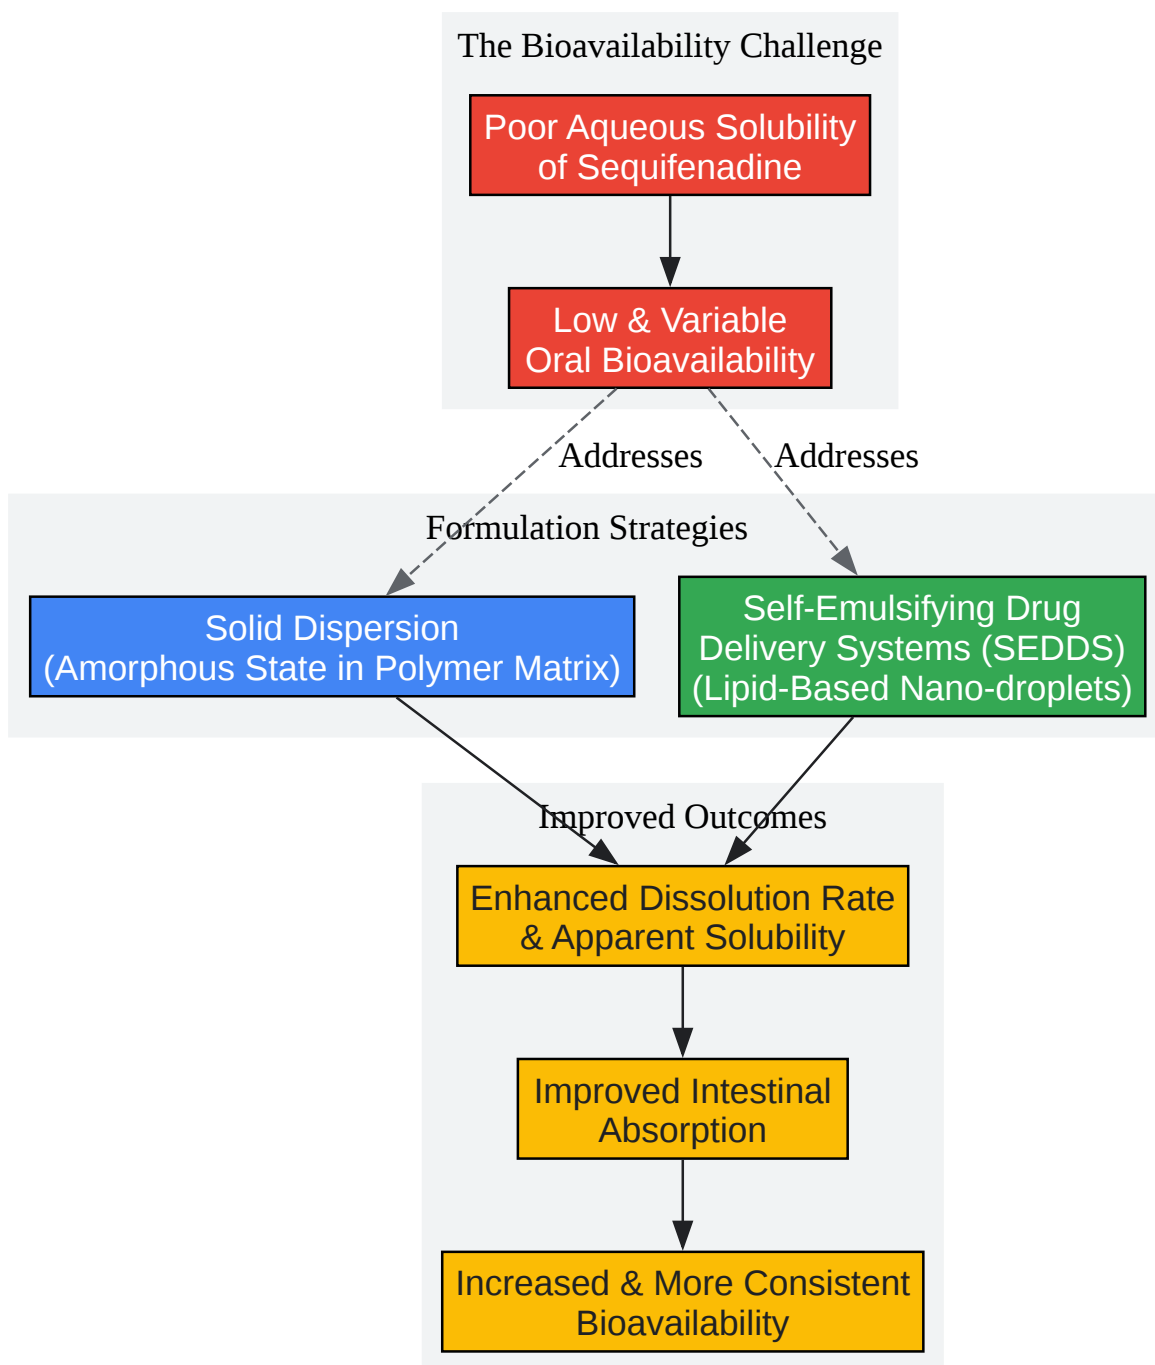 The Bioavailability Challenge
Poor Aqueous Solubility
of Sequifenadine
Low & Variable
Oral Bioavailability
Addresses
Addresses
Formulation Strategies
Solid Dispersion
(Amorphous State in Polymer Matrix)
Self-Emulsifying Drug
Delivery Systems (SEDDS)
(Lipid-Based Nano-droplets)
Improved Outcomes
Enhanced Dissolution Rate
& Apparent Solubility
Improved Intestinal
Absorption
Increased & More Consistent
Bioavailability